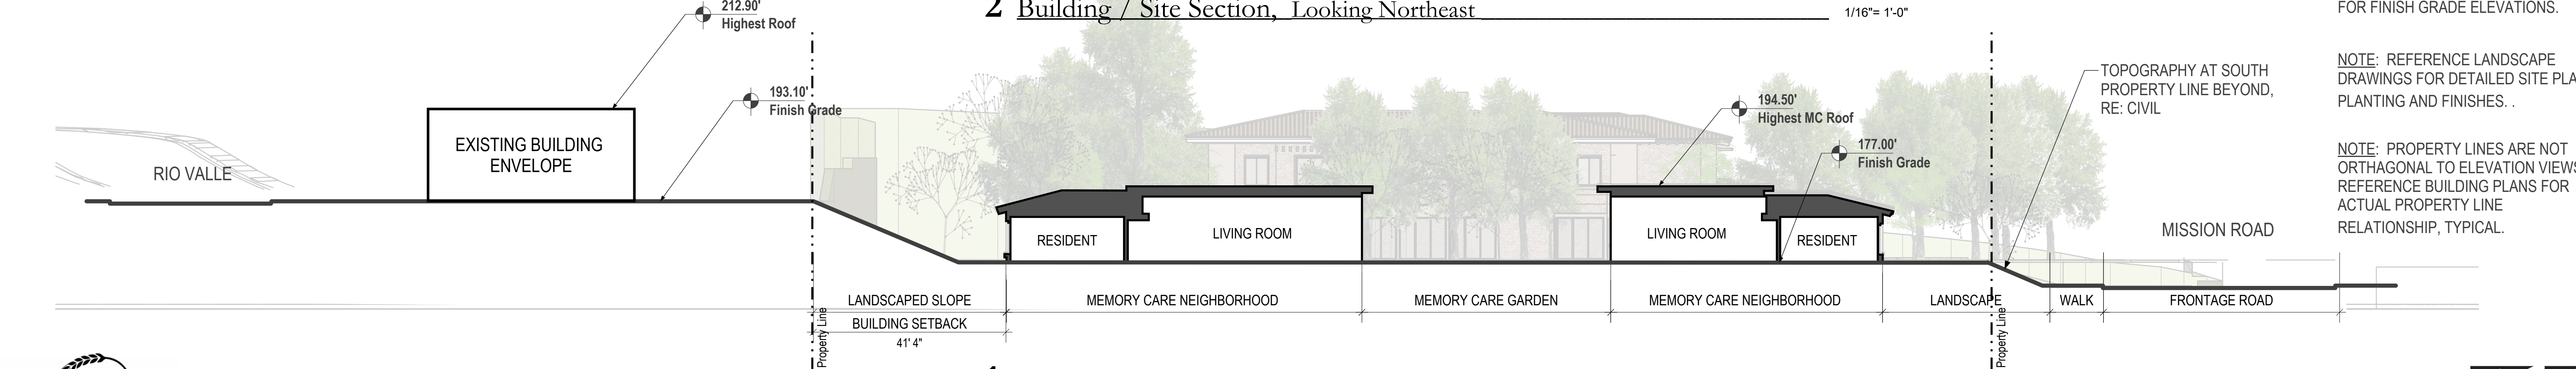 212.90'
Highest Roof
2 Building / Site Section, Looking Northeast
1/16"= 1'-0"
FOR FINISH GRADE ELEVATIONS.
NOTE: REFERENCE LANDSCAPE
DRAWINGS FOR DETAILED SITE PLA
PLANTING AND FINISHES. .
NOTE: PROPERTY LINES ARE NOT
ORTHAGONAL TO ELEVATION VIEWS
REFERENCE BUILDING PLANS FOR
ACTUAL PROPERTY LINE
RELATIONSHIP, TYPICAL.
TOPOGRAPHY AT SOUTH
PROPERTY LINE BEYOND,
RE: CIVIL
193.10'
Finish Grade
194.50'
Highest MC Roof
177.00'
Finish Grade
EXISTING BUILDING
ENVELOPE
RIO VALLE
RESIDENT
LIVING ROOM
LIVING ROOM
RESIDENT
MISSION ROAD
LANDSCAPED SLOPE
MEMORY CARE NEIGHBORHOOD
MEMORY CARE GARDEN
MEMORY CARE NEIGHBORHOOD
LANDSCAPE
WALK
FRONTAGE ROAD
BUILDING SETBACK
41' 4"
Property Line
Property Line